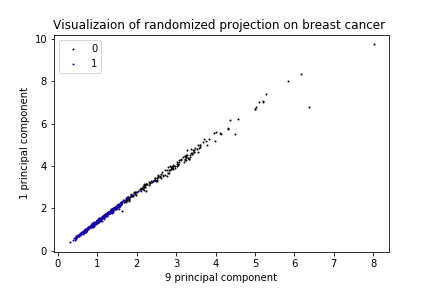 Visualizaion of randomized projection on breast cancer
10
8
6
4
2
0
1 principal component
0
1
0 1 2 3 4 5 6 7 8
9 principal component